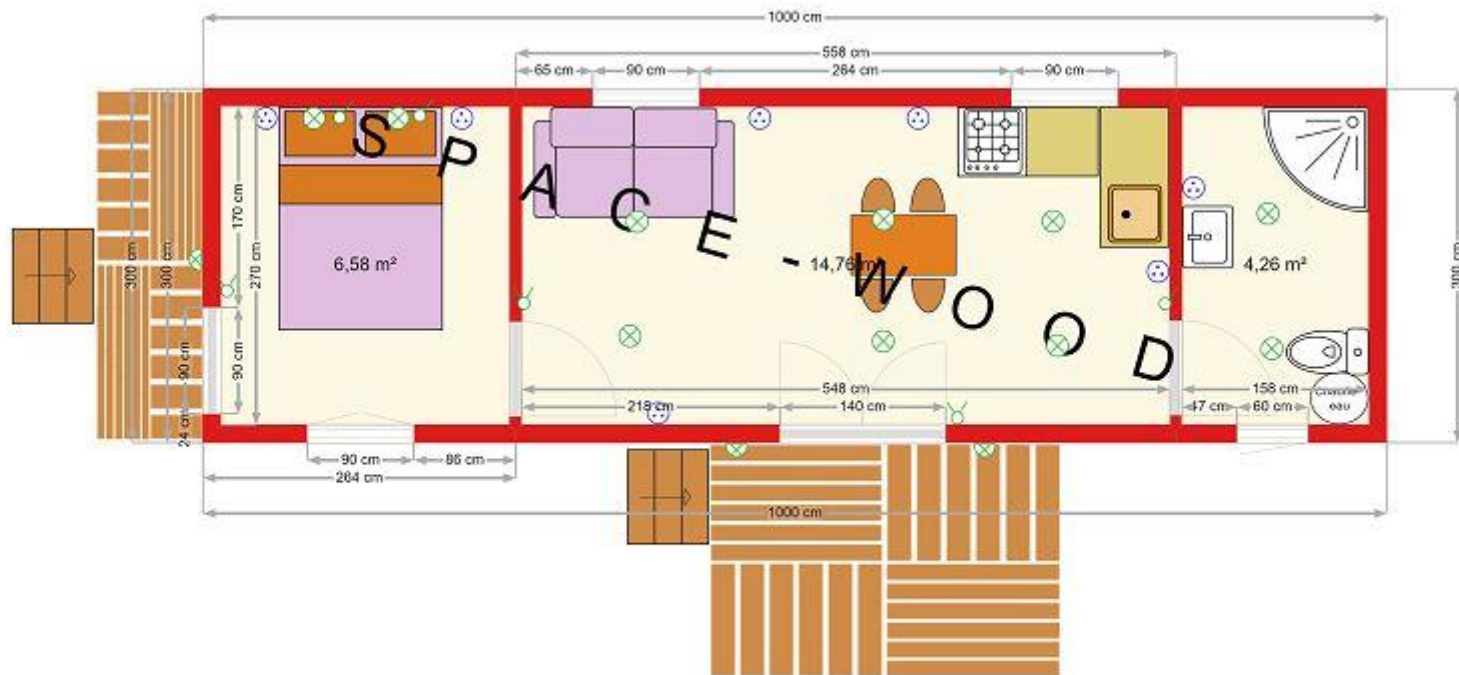 1000 cm
558 cm
65 cm 90 cm 264 cm 90 cm
SPACE-WOOD
300 cm 300 cm 170 cm 270 cm 6,58 m² 14,76 m² 4,26 m² 300 cm
90 cm 90 cm 24 cm
548 cm 158 cm
218 cm 140 cm 47 cm 60 cm
eau
90 cm 86 cm
264 cm
1000 cm